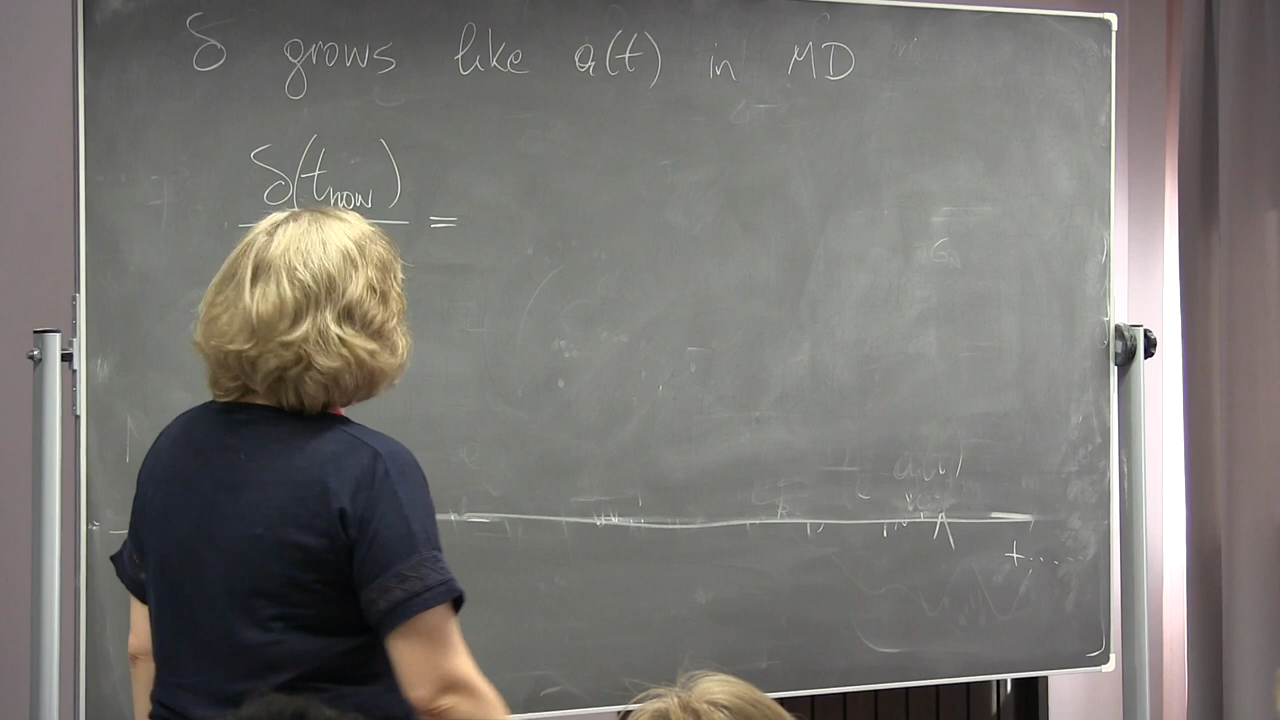 δ grows like a(t) in MD
δ(t_now)
=
+.....